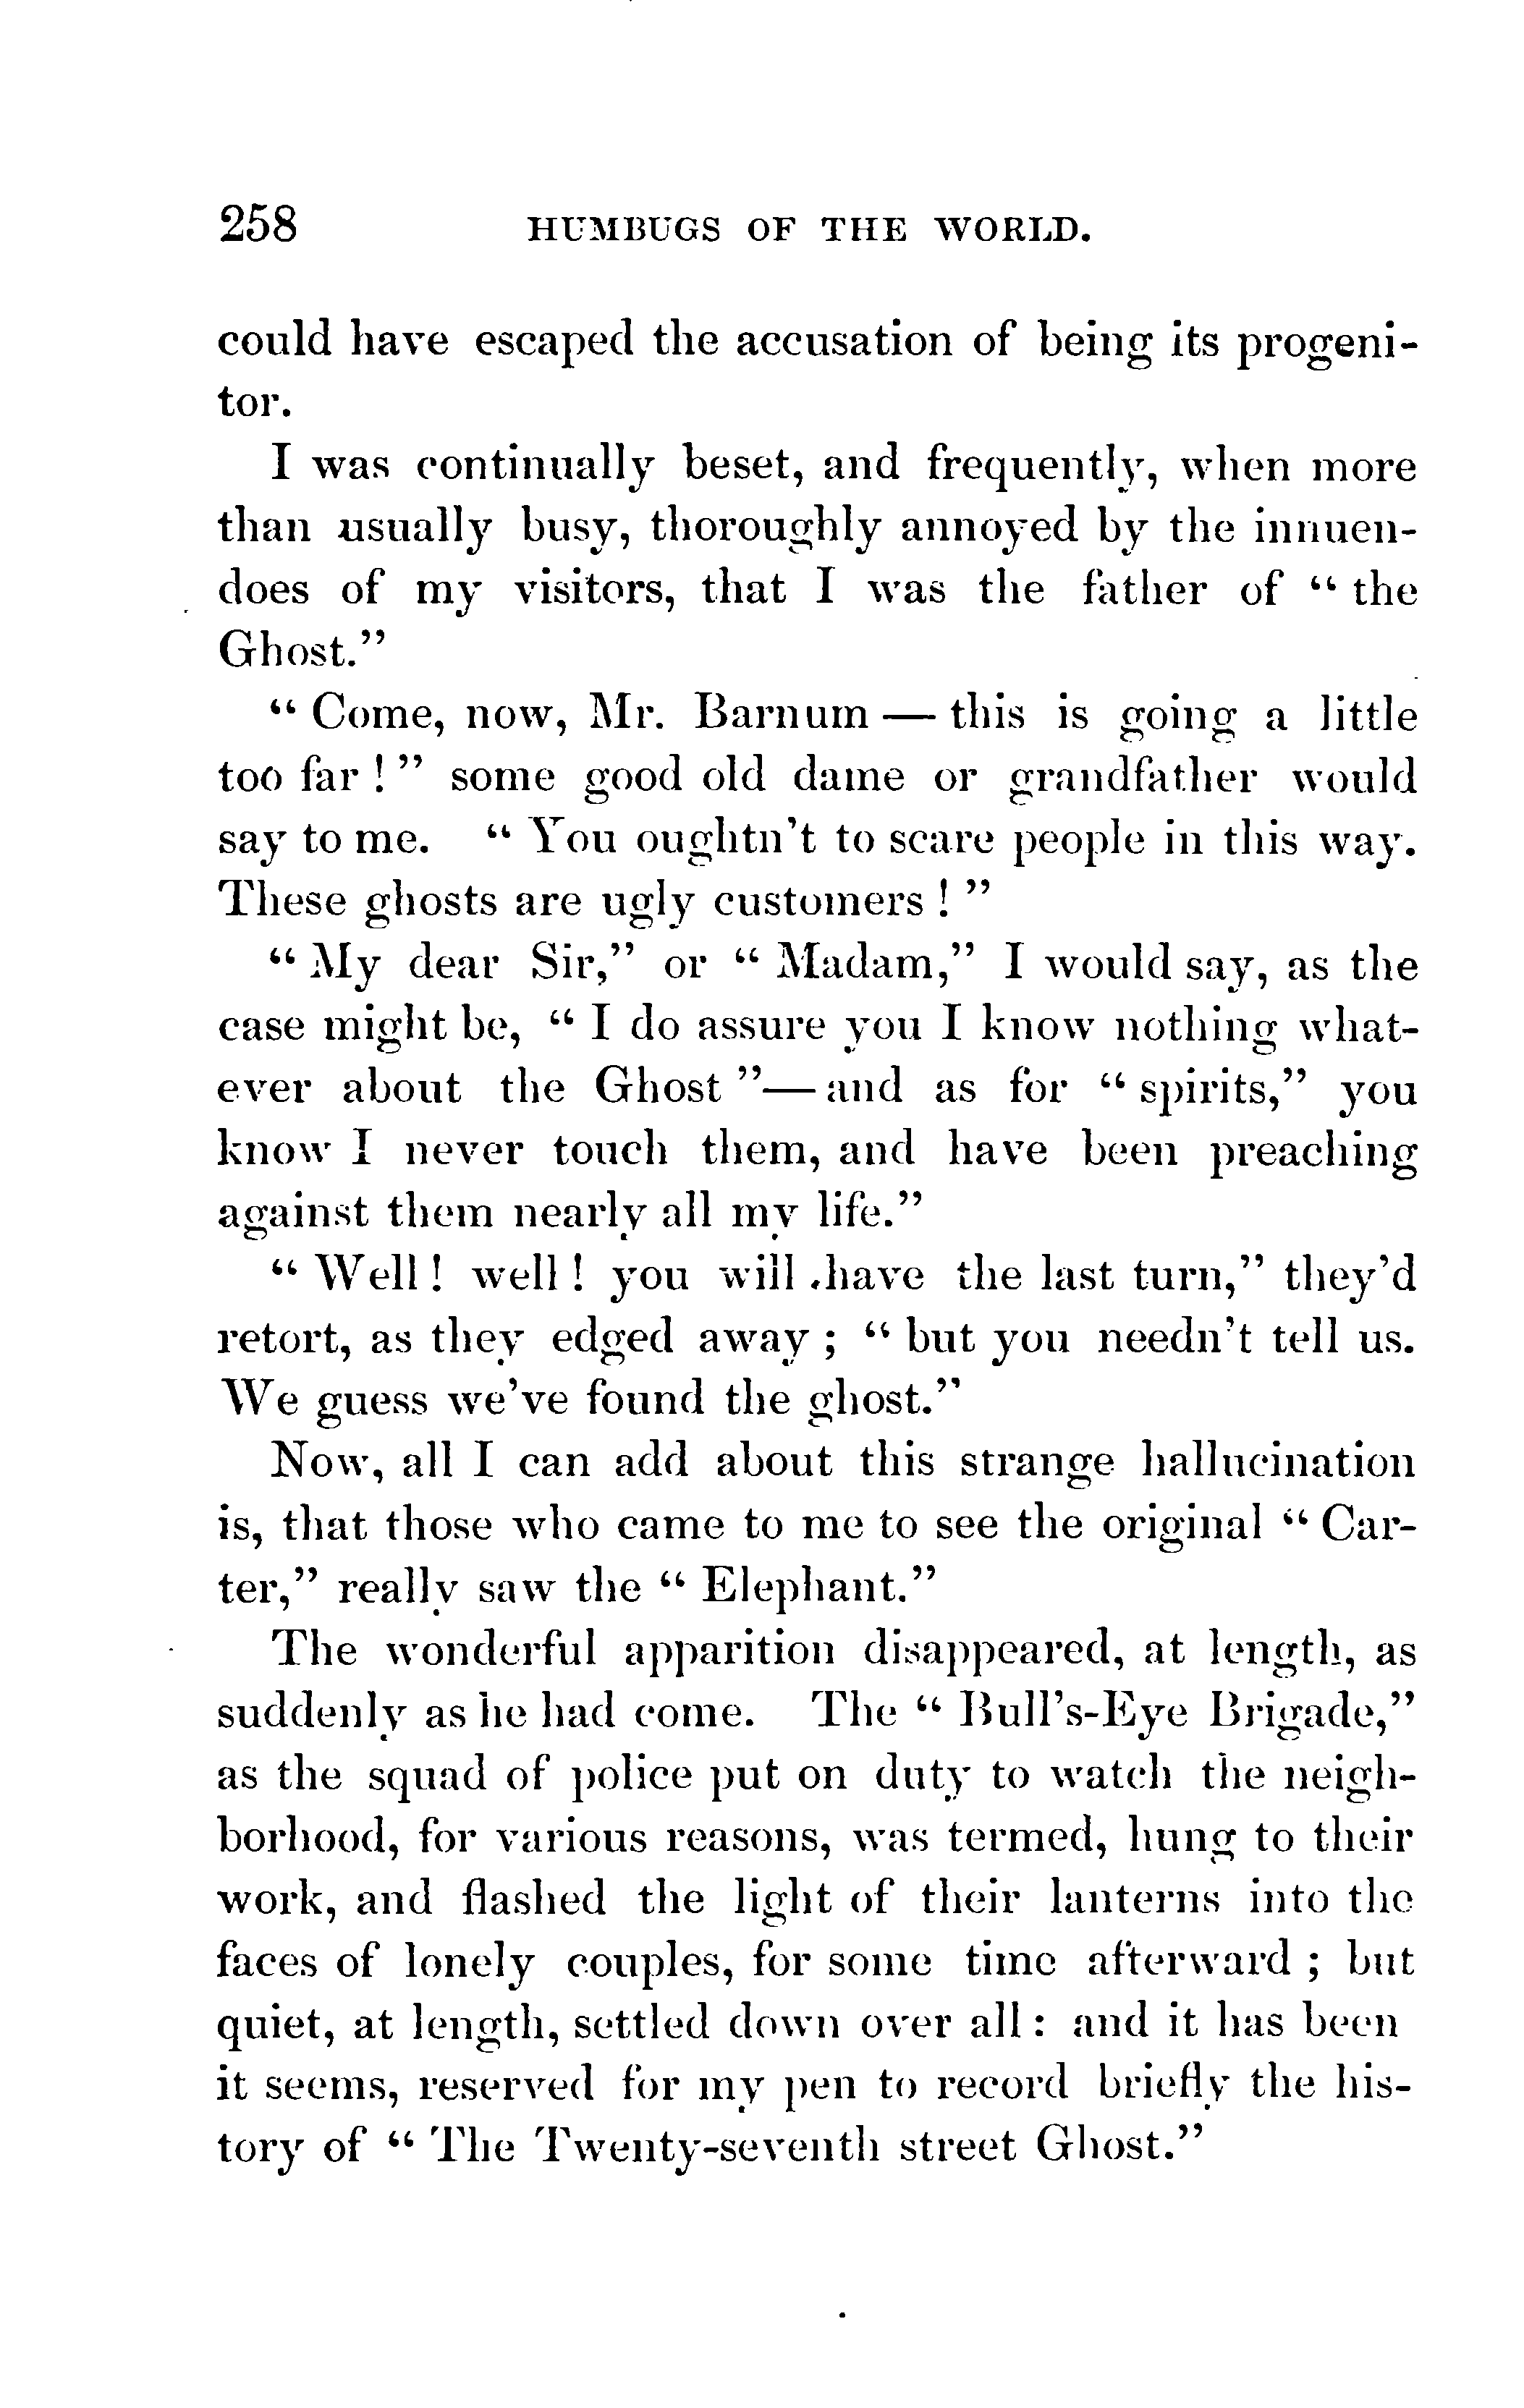 258 HUMBUGS OF THE WORLD.
could have escaped the accusation of being its progeni-
tor.
I was continually beset, and frequently, when more
than usually busy, thoroughly annoyed by the innuen-
does of my visitors, that I was the father of “ the
Ghost.”
“ Come, now, Mr. Barnum — this is going a little
too far ! ” some good old dame or grandfather would
say to me. “ You oughtn’t to scare people in this way.
These ghosts are ugly customers ! ”
“ My dear Sir,” or “ Madam,” I would say, as the
case might be, “ I do assure you I know nothing what-
ever about the Ghost ”— and as for “ spirits,” you
know I never touch them, and have been preaching
against them nearly all my life.”
“ Well ! well ! you will have the last turn,” they’d
retort, as they edged away ; “ but you needn’t tell us.
We guess we’ve found the ghost.”
Now, all I can add about this strange hallucination
is, that those who came to me to see the original “ Car-
ter,” really saw the “ Elephant.”
The wonderful apparition disappeared, at length, as
suddenly as he had come. The “ Bull’s-Eye Brigade,”
as the squad of police put on duty to watch the neigh-
borhood, for various reasons, was termed, hung to their
work, and flashed the light of their lanterns into the
faces of lonely couples, for some time afterward ; but
quiet, at length, settled down over all : and it has been
it seems, reserved for my pen to record briefly the his-
tory of “ The Twenty-seventh street Ghost.”